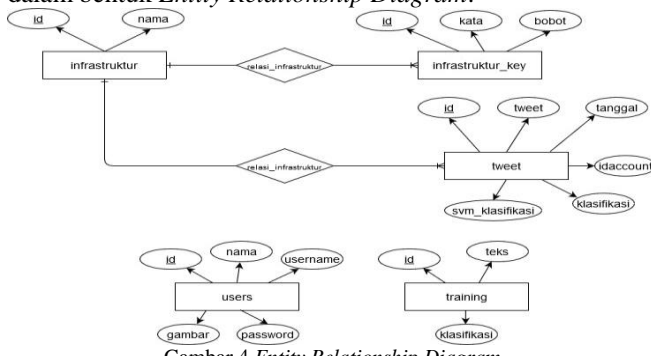 dalam bentuk Entity Relationship Diagram.
id nama id kata bobot
infrastruktur relasi_infrastruktur infrastruktur_key
id tweet tanggal
relasi_infrastruktur tweet idaccount
svm_klasifikasi klasifikasi
id nama username id teks
users training
gambar password klasifikasi
Gambar 4 Entity Relationship Diagram